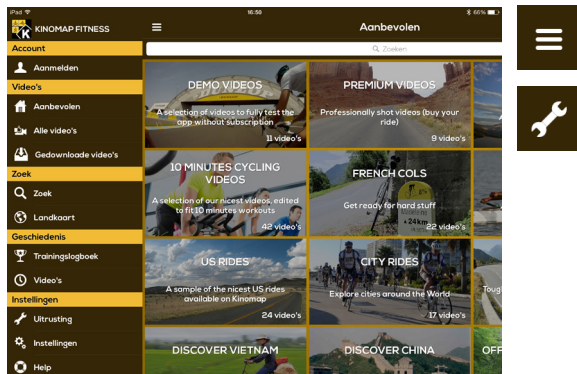 iPad
16:50
66%
KINOMAP FITNESS
Aanbevolen
Zoeken
Account
Aanmelden
Video's
Aanbevolen
Alle video's
Gedownloade video's
Zoek
Zoek
Landkaart
Geschiedenis
Trainingslogboek
Video's
Instellingen
Uitrusting
Instellingen
Help
DEMO VIDEOS
A selection of videos to fully test the
app without subscription
11 video's
PREMIUM VIDEOS
Professionally shot videos (buy your
ride)
9 video's
10 MINUTES CYCLING
VIDEOS
A selection of our nicest videos, edited
to fit 10 minutes workouts
42 video's
FRENCH COLS
Get ready for hard stuff
22 video's
US RIDES
A sample of the nicest US rides
available on Kinomap
24 video's
CITY RIDES
Explore cities around the World
17 video's
DISCOVER VIETNAM
DISCOVER CHINA